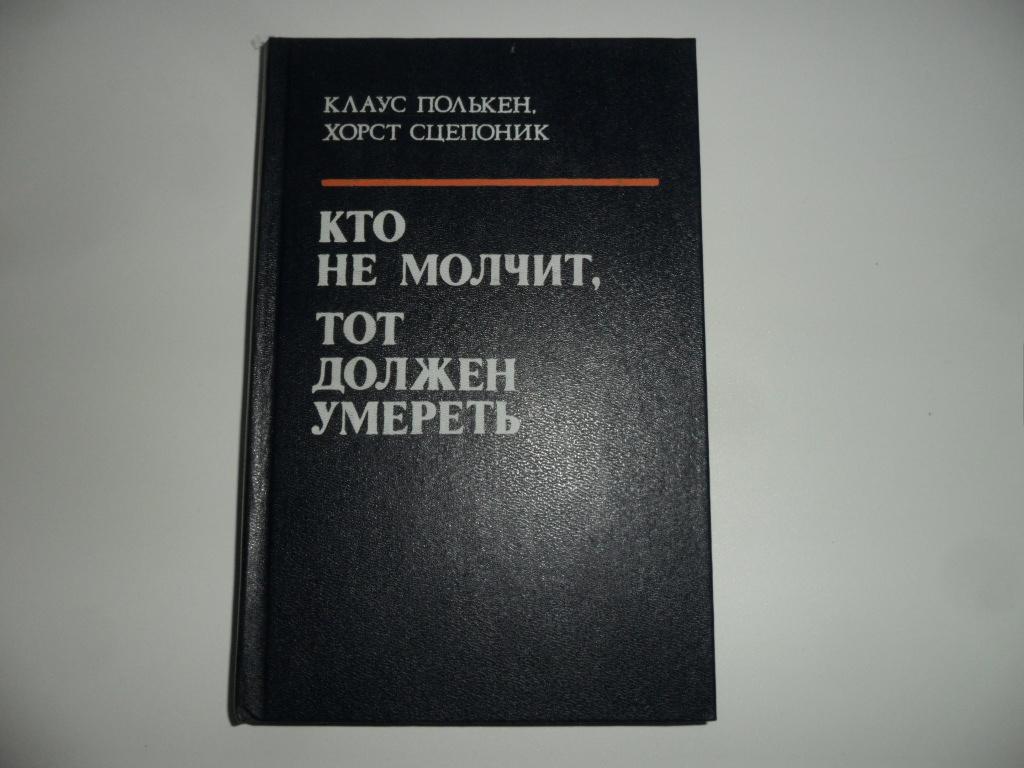 КЛАУС ПОЛЬКЕН,
ХОРСТ СЦЕПОНИК
КТО
НЕ МОЛЧИТ,
ТОТ
ДОЛЖЕН
УМЕРЕТЬ